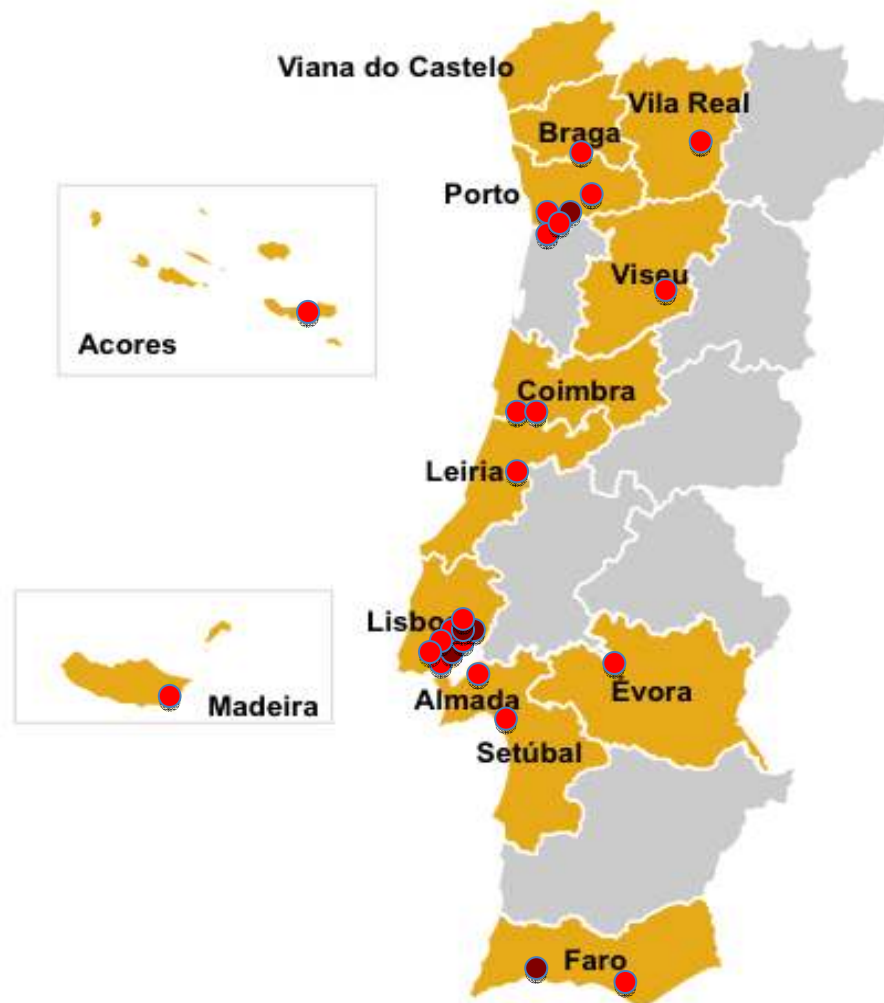 Viana do Castelo
Vila Real
Braga
Porto
Viseu
Acores
Coimbra
Leiria
Lisbo
Almada
Évora
Madeira
Setúbal
Faro